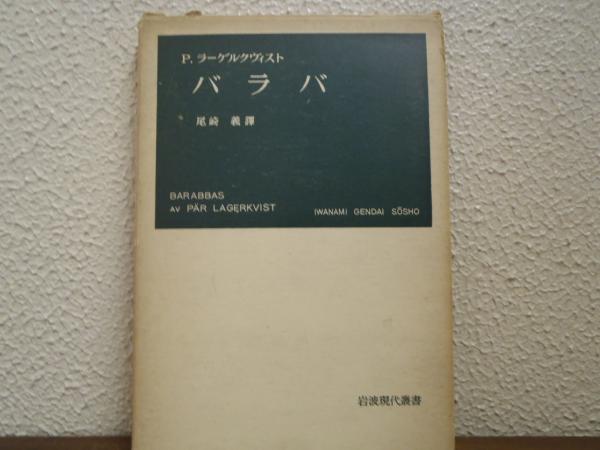 P. ラーゲルクヴィスト
バラバ
尾崎 義 譯
BARABBAS
AV PÄR LAGERKVIST
IWANAMI GENDAI SŌSHO
岩波現代叢書